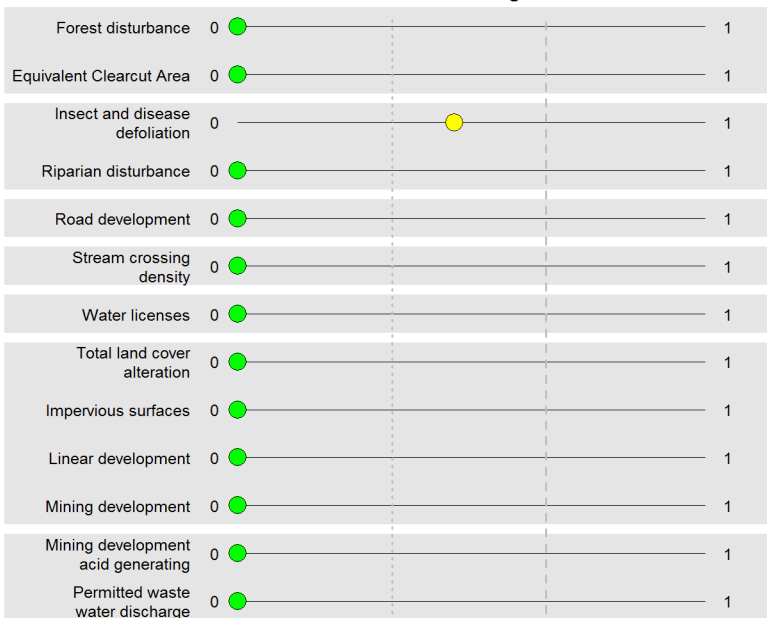 Forest disturbance 0 1
Equivalent Clearcut Area 0 1
Insect and disease
defoliation 0 1
Riparian disturbance 0 1
Road development 0 1
Stream crossing
density 0 1
Water licenses 0 1
Total land cover
alteration 0 1
Impervious surfaces 0 1
Linear development 0 1
Mining development 0 1
Mining development
acid generating 0 1
Permitted waste
water discharge 0 1